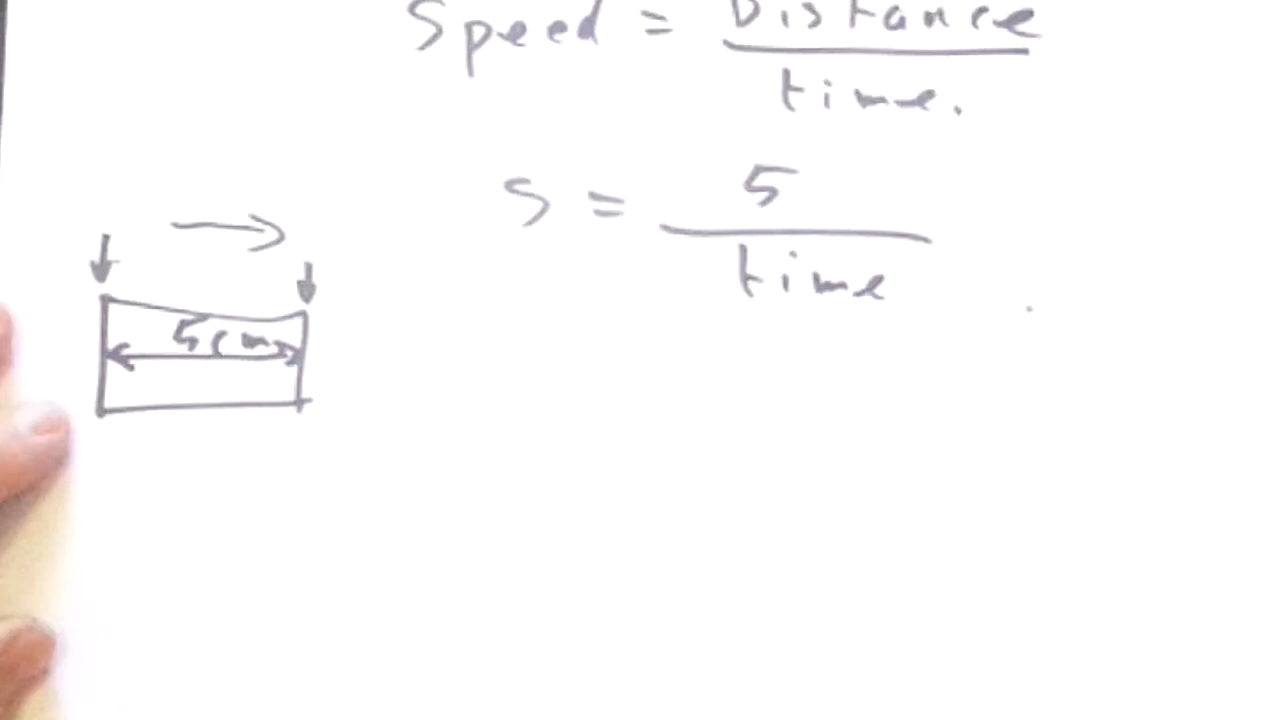 Speed = Distance
time.
S = 5
time
5cm